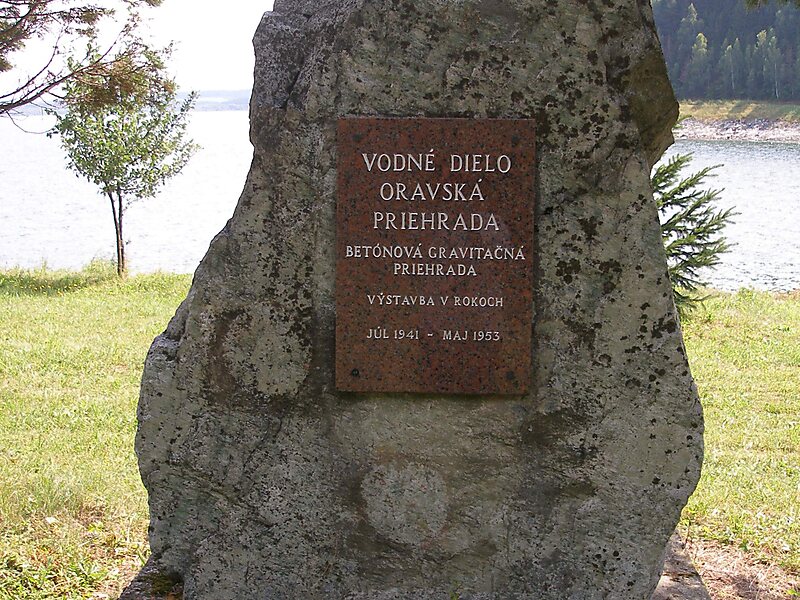 VODNÉ DIELO
ORAVSKÁ
PRIEHRADA
BETÓNOVÁ GRAVITAČNÁ
PRIEHRADA
VÝSTAVBA V ROKOCH
JÚL 1941 - MAJ 1953